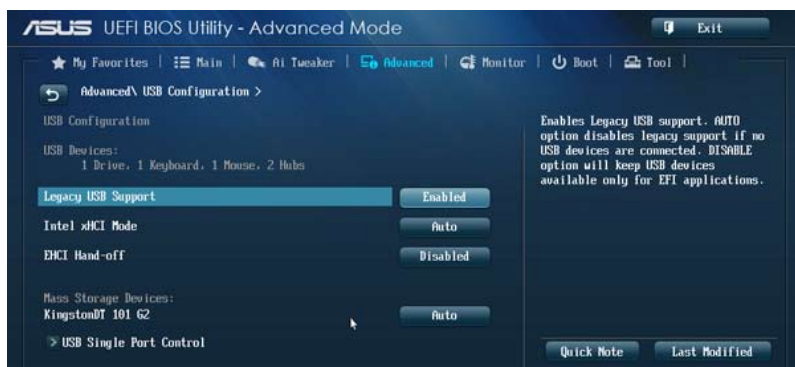 ASUS UEFI BIOS Utility - Advanced Mode
Exit
My Favorites | Main | Ai Tweaker | Advanced | Monitor | Boot | Tool |
Advanced\ USB Configuration >
USB Configuration
USB Devices:
1 Drive, 1 Keyboard, 1 Mouse, 2 Hubs
Legacy USB Support Enabled
Intel xHCI Mode Auto
EHCI Hand-off Disabled
Mass Storage Devices:
KingstonDT 101 G2 Auto
> USB Single Port Control
Enables Legacy USB support. AUTO
option disables legacy support if no
USB devices are connected. DISABLE
option will keep USB devices
available only for EFI applications.
Quick Note
Last Modified